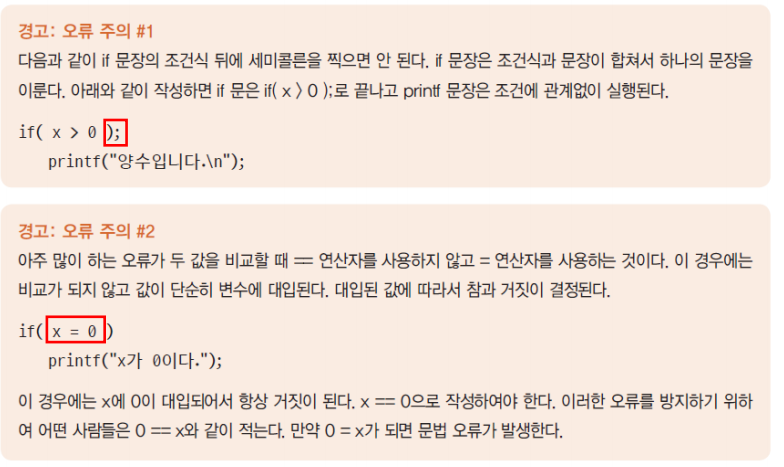 경고: 오류 주의 #1
다음과 같이 if 문장의 조건식 뒤에 세미콜론을 찍으면 안 된다. if 문장은 조건식과 문장이 합쳐서 하나의 문장을
이룬다. 아래와 같이 작성하면 if 문은 if( x > 0 );로 끝나고 printf 문장은 조건에 관계없이 실행된다.
if( x > 0 );
printf("양수입니다.\n");
경고: 오류 주의 #2
아주 많이 하는 오류가 두 값을 비교할 때 == 연산자를 사용하지 않고 = 연산자를 사용하는 것이다. 이 경우에는
비교가 되지 않고 값이 단순히 변수에 대입된다. 대입된 값에 따라서 참과 거짓이 결정된다.
if( x = 0 )
printf("x가 0이다.");
이 경우에는 x에 0이 대입되어서 항상 거짓이 된다. x == 0으로 작성하여야 한다. 이러한 오류를 방지하기 위하
여 어떤 사람들은 0 == x와 같이 적는다. 만약 0 = x가 되면 문법 오류가 발생한다.